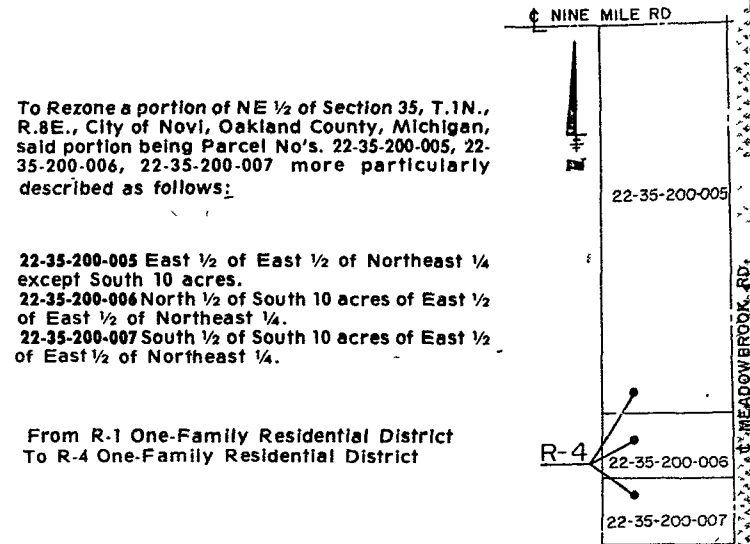 To Rezone a portion of NE ½ of Section 35, T.1N.,
R.8E., City of Novi, Oakland County, Michigan,
said portion being Parcel No's. 22-35-200-005, 22-
35-200-006, 22-35-200-007 more particularly
described as follows:
22-35-200-005 East ½ of East ½ of Northeast ¼
except South 10 acres.
22-35-200-006 North ½ of South 10 acres of East ½
of East ½ of Northeast ¼.
22-35-200-007 South ½ of South 10 acres of East ½
of East ½ of Northeast ¼.
From R-1 One-Family Residential District
To R-4 One-Family Residential District
℄ NINE MILE RD
22-35-200-005
℄ MEADOWBROOK RD.
R-4
22-35-200-006
22-35-200-007